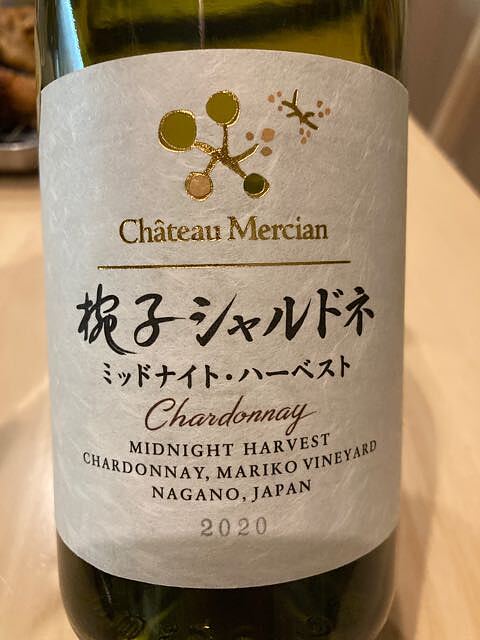 Château Mercian
椀子シャルドネ
ミッドナイト・ハーベスト
Chardonnay
MIDNIGHT HARVEST
CHARDONNAY, MARIKO VINEYARD
NAGANO, JAPAN
2020